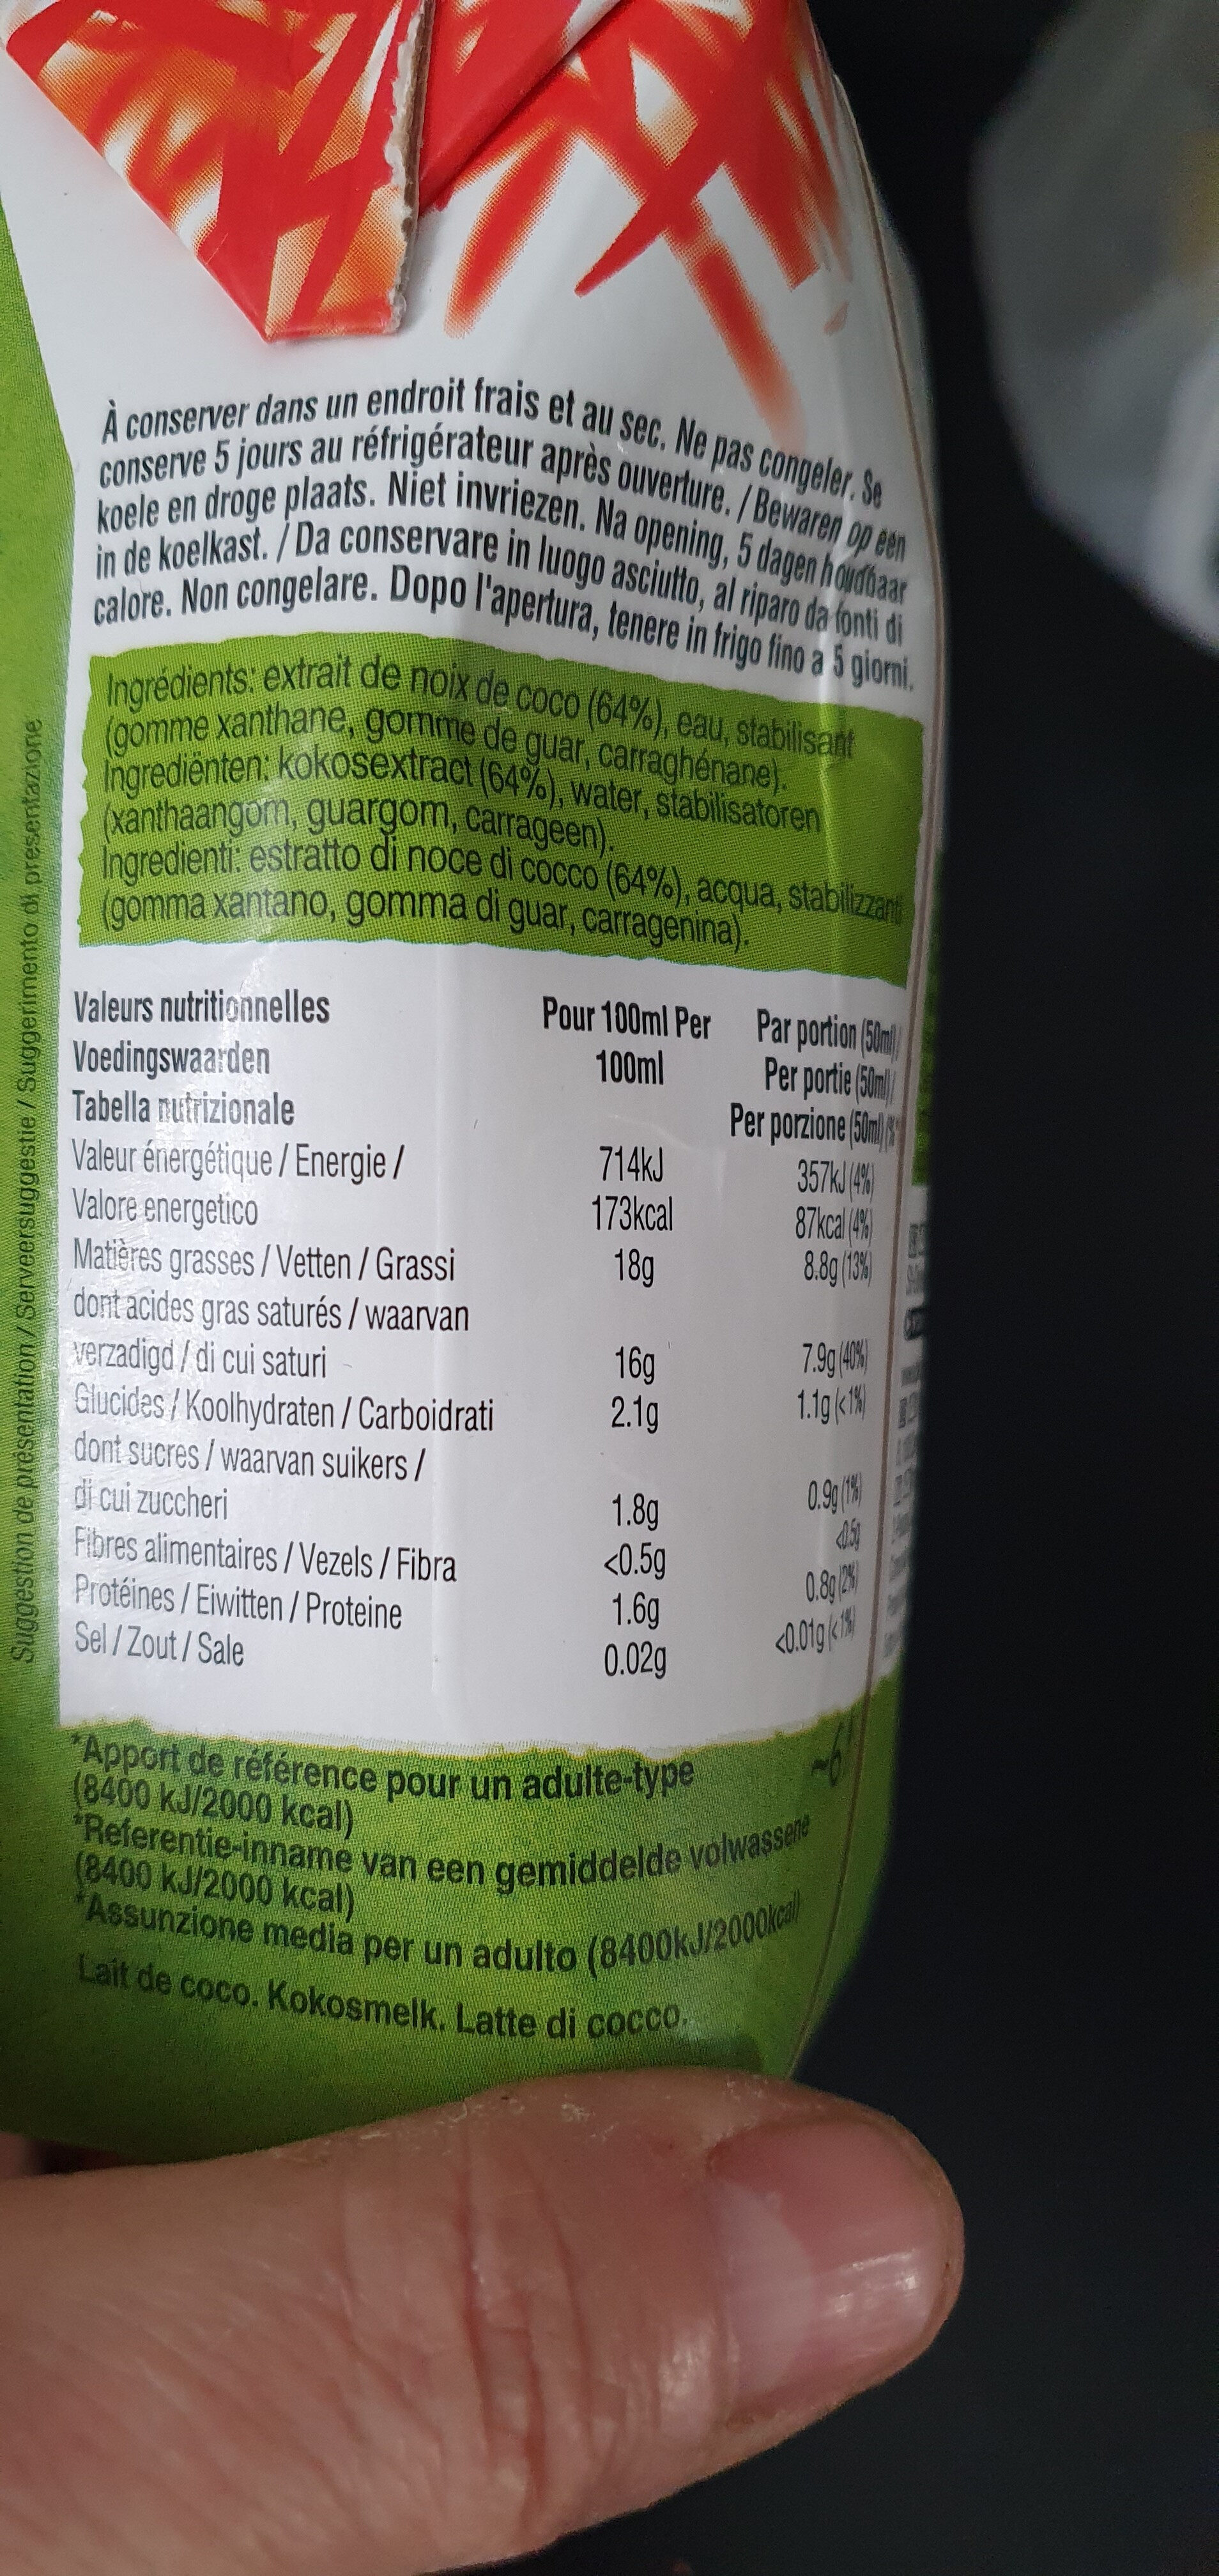 À conserver dans un endroit frais et au sec. Ne pas congeler. Se
conserve 5 jours au réfrigérateur après ouverture. / Bewaren op een
koele en droge plaats. Niet invriezen. Na opening, 5 dagen houdbaar
in de koelkast. / Da conservare in luogo asciutto, al riparo da fonti di
calore. Non congelare. Dopo l'apertura, tenere in frigo fino a 5 giorni.
Ingrédients: extrait de noix de coco (64%), eau, stabilisant
(gomme xanthane, gomme de guar, carraghénane).
Ingrediënten: kokosextract (64%), water, stabilisatoren
(xanthaangom, guargom, carrageen).
Ingredienti: estratto di noce di cocco (64%), acqua, stabilizzanti
(gomma xantano, gomma di guar, carragenina).
Valeurs nutritionnelles Pour 100ml Per Par portion (50ml)/
Voedingswaarden 100ml Per portie (50ml)/
Tabella nutrizionale Per porzione (50ml)
Valeur énergétique / Energie / 714kJ 357kJ (4%)
Valore energetico 173kcal 87kcal (4%)
Matières grasses / Vetten / Grassi 18g 8.8g (13%)
dont acides gras saturés / waarvan
verzadigd / di cui saturi 16g 7.9g (40%)
Glucides / Koolhydraten / Carboidrati 2.1g 1.1g (<1%)
dont sucres / waarvan suikers /
di cui zuccheri 1.8g 0.9g (1%)
Fibres alimentaires / Vezels / Fibra <0.5g <0.5g
Protéines / Eiwitten / Proteine 1.6g 0.8g (2%)
Sel / Zout / Sale 0.02g <0.01g (<1%)
*Apport de référence pour un adulte-type
(8400 kJ/2000 kcal)
*Referentie-inname van een gemiddelde volwassene
(8400 kJ/2000 kcal)
*Assunzione media per un adulto (8400kJ/2000kcal)
Lait de coco. Kokosmelk. Latte di cocco.
Suggestion de présentation / Serveersuggestie / Suggerimento di presentazione